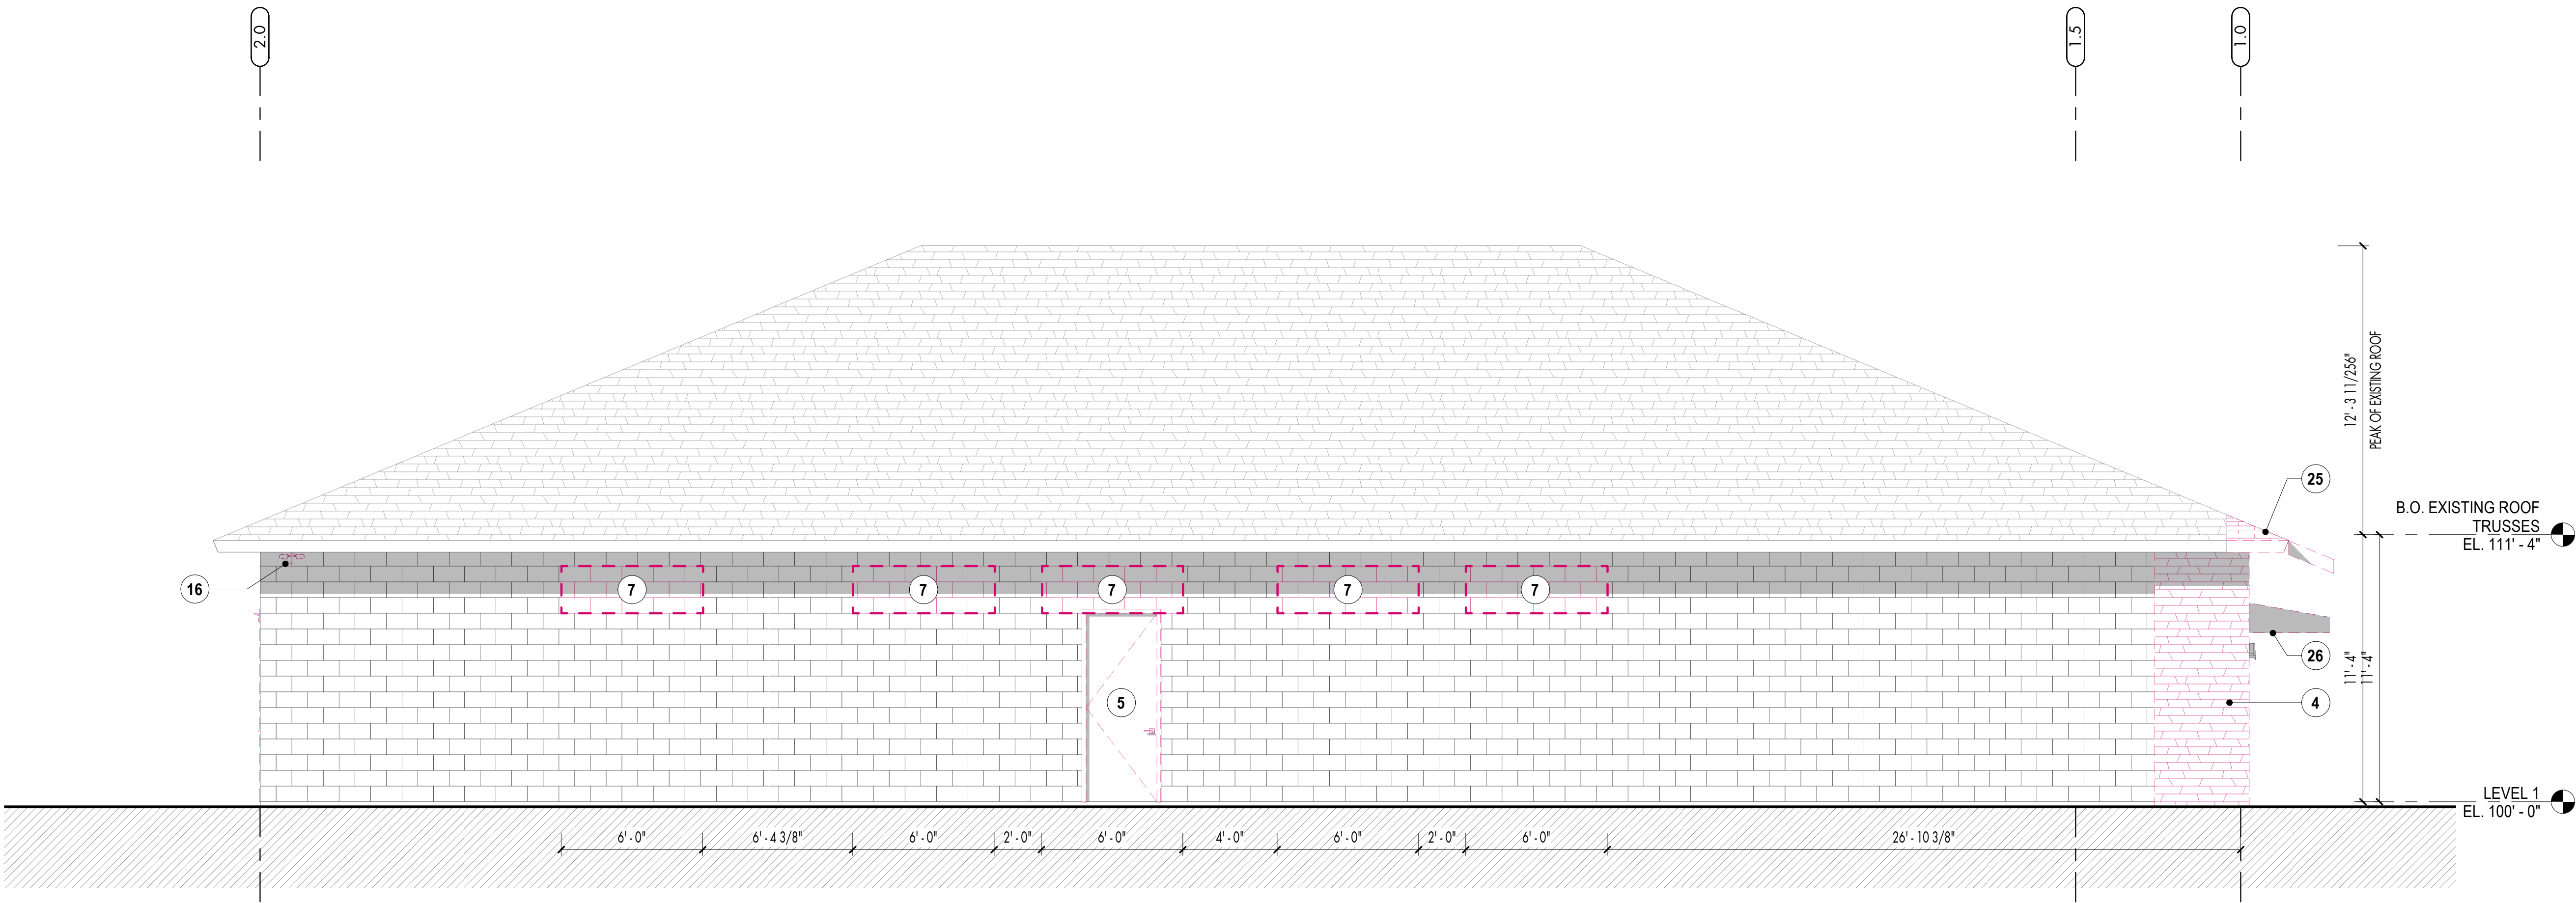 2.0
1.5
1.0
12' - 3 11/256"
PEAK OF EXISTING ROOF
25
B.O. EXISTING ROOF
TRUSSES
EL. 111' - 4"
16
7
7
7
7
7
26
11' - 4"
11' - 4"
5
4
LEVEL 1
EL. 100' - 0"
6' - 0"
6' - 4 3/8"
6' - 0"
2' - 0"
6' - 0"
4' - 0"
6' - 0"
2' - 0"
6' - 0"
26' - 10 3/8"